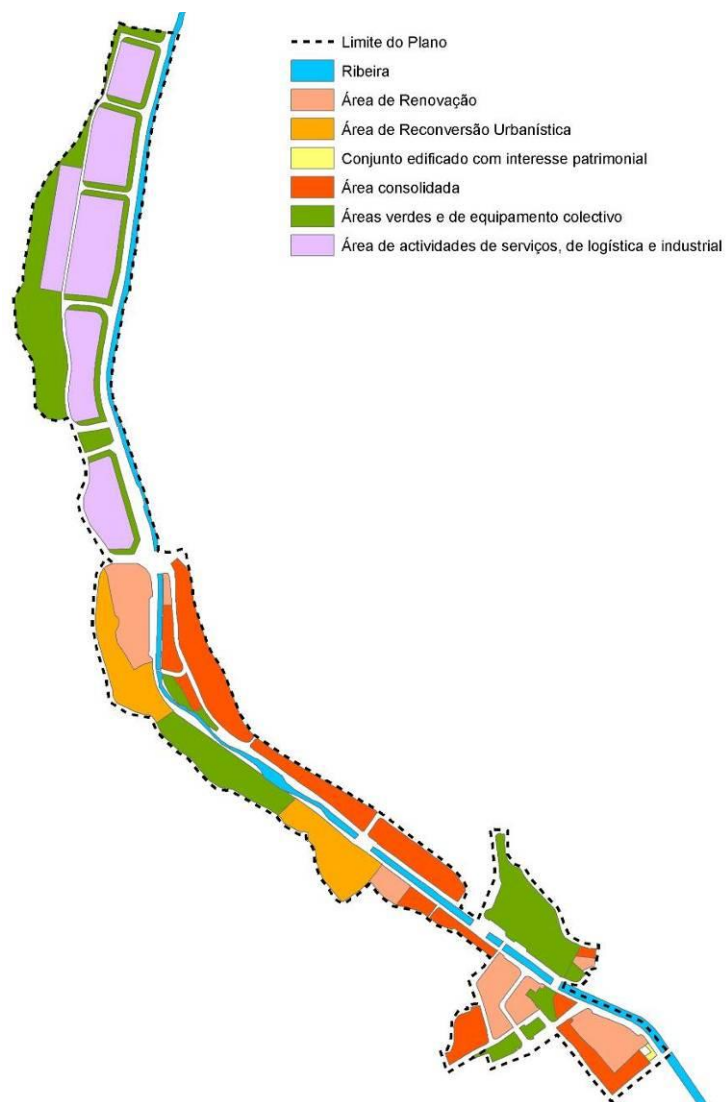 Limite do Plano
Ribeira
Área de Renovação
Área de Reconversão Urbanística
Conjunto edificado com interesse patrimonial
Área consolidada
Áreas verdes e de equipamento colectivo
Área de actividades de serviços, de logística e industrial